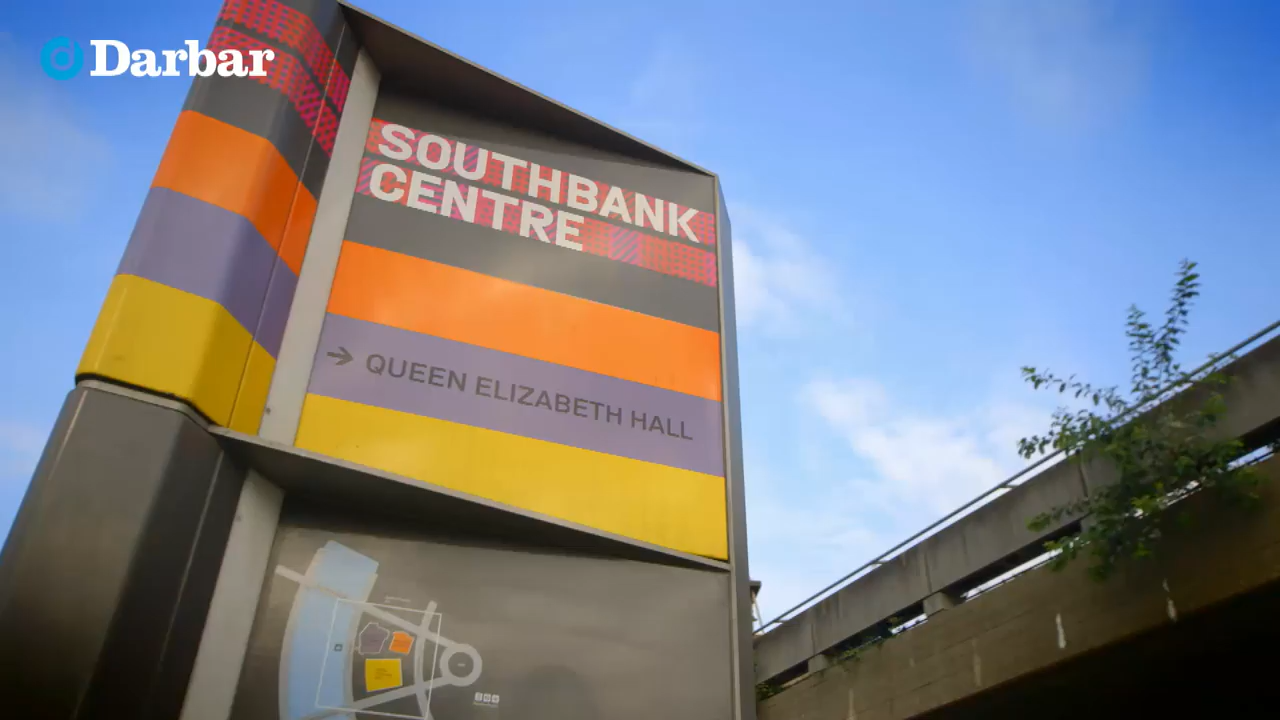 Darbar
SOUTHBANK
CENTRE
→ QUEEN ELIZABETH HALL